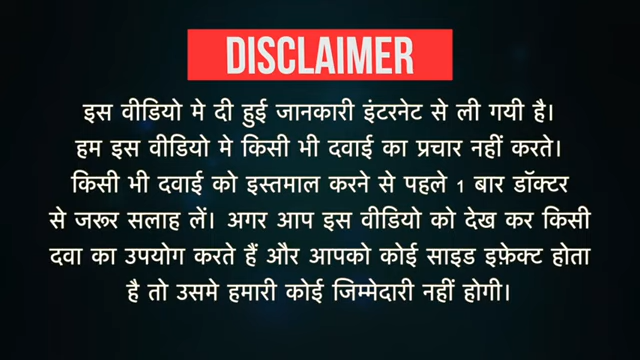 DISCLAIMER
इस वीडियो मे दी हुई जानकारी इंटरनेट से ली गयी है।
हम इस वीडियो मे किसी भी दवाई का प्रचार नहीं करते।
किसी भी दवाई को इस्तमाल करने से पहले 1 बार डॉक्टर
से जरूर सलाह लें। अगर आप इस वीडियो को देख कर किसी
दवा का उपयोग करते हैं और आपको कोई साइड इफ़ेक्ट होता
है तो उसमे हमारी कोई जिम्मेदारी नहीं होगी।